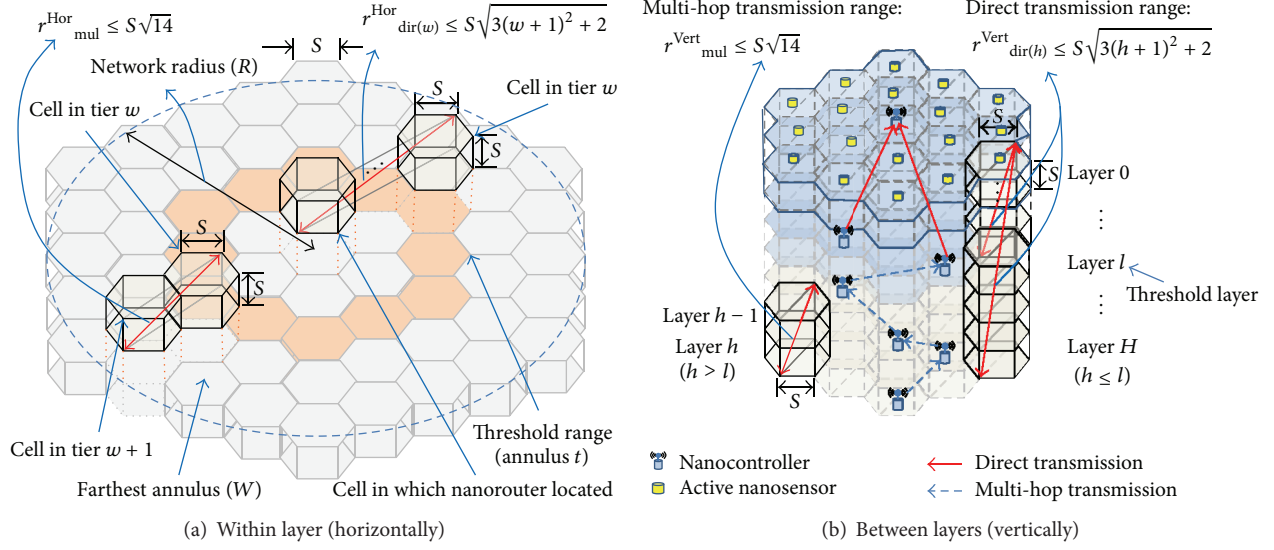 r^Hor_mul ≤ S√14
r^Hor_dir(w) ≤ S√3(w + 1)² + 2
S
Network radius (R)
Cell in tier w
Cell in tier w
S
S
...
S
S
Cell in tier w + 1
Threshold range
(annulus t)
Farthest annulus (W)
Cell in which nanorouter located
(a) Within layer (horizontally)
Multi-hop transmission range:
Direct transmission range:
r^Vert_mul ≤ S√14
r^Vert_dir(h) ≤ S√3(h + 1)² + 2
S
S
Layer 0
⋮
Layer l
Threshold layer
⋮
Layer h − 1
Layer h
(h > l)
Layer H
(h ≤ l)
S
Nanocontroller
Direct transmission
Active nanosensor
Multi-hop transmission
(b) Between layers (vertically)